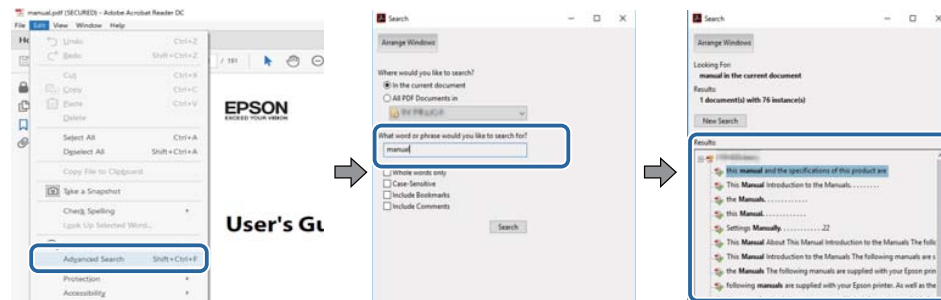 manual.pdf (SECURED) - Adobe Acrobat Reader DC
File Edit View Window Help
Undo Ctrl+Z
Redo Shift+Ctrl+Z
Cut Ctrl+X
Copy Ctrl+C
Paste Ctrl+V
Delete
Select All Ctrl+A
Deselect All Shift+Ctrl+A
Copy File to Clipboard
Take a Snapshot
Check Spelling
Look Up Selected Word...
Advanced Search Shift+Ctrl+F
Protection
Accessibility
/ 191
EPSON
EXCEED YOUR VISION
User's Gu
Search
Arrange Windows
Where would you like to search?
In the current document
All PDF Documents in
What word or phrase would you like to search for?
manual
Whole words only
Case-Sensitive
Include Bookmarks
Include Comments
Search
Search
Arrange Windows
Looking For:
manual in the current document
Results:
1 document(s) with 76 instance(s)
New Search
Results:
this manual and the specifications of this product are
This Manual Introduction to the Manuals. . . . . . . . .
the Manuals. . . . . . . . . . . . .
this Manual. . . . . . . . . . . . .
Settings Manually. . . . . . . . . . . . .22
This Manual About This Manual Introduction to the Manuals The follo
This Manual Introduction to the Manuals The following manuals are s
the Manuals The following manuals are supplied with your Epson prin
following manuals are supplied with your Epson printer. As well as the